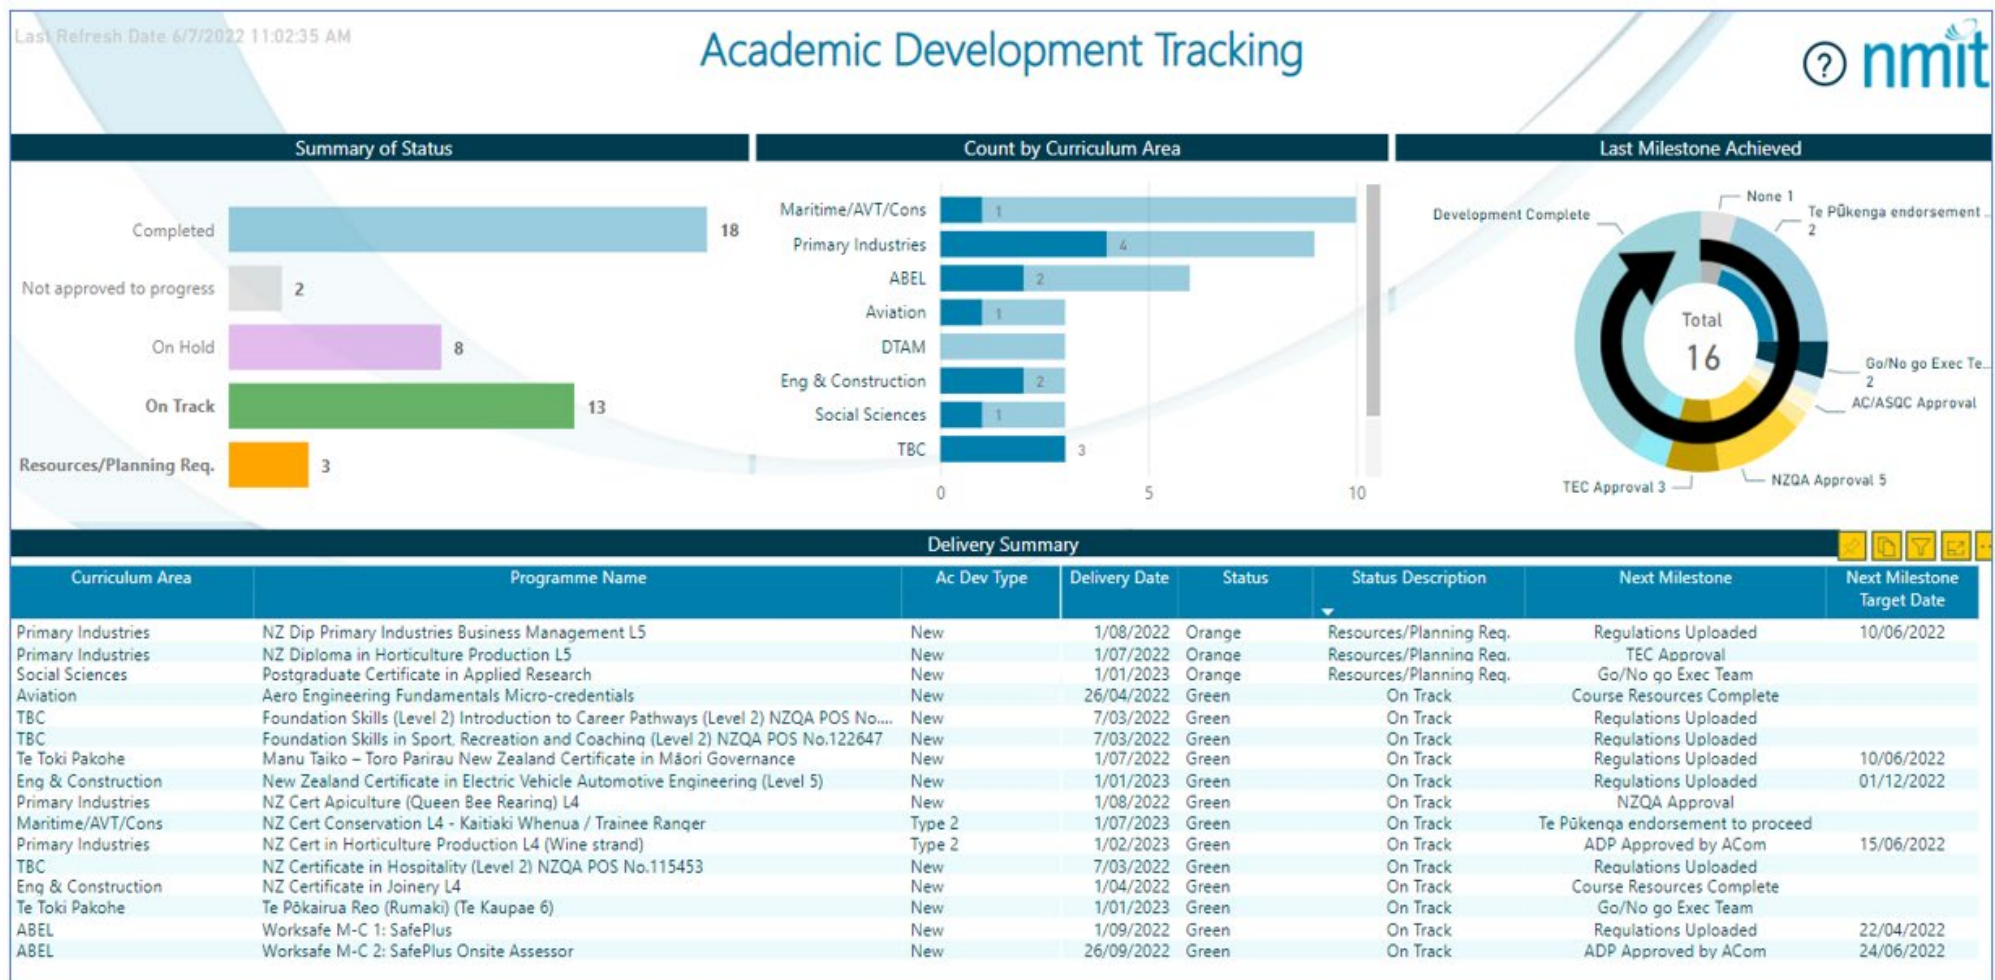 Last Refresh Date 6/7/2022 11:02:35 AM
Academic Development Tracking
? nmit
Summary of Status
Completed 18
Not approved to progress 2
On Hold 8
On Track 13
Resources/Planning Req. 3
Count by Curriculum Area
Maritime/AVT/Cons 1
Primary Industries 4
ABEL 2
Aviation 1
DTAM
Eng & Construction 2
Social Sciences 1
TBC 3
0 5 10
Last Milestone Achieved
None 1
Development Complete
Te Pūkenga endorsement ...
2
Total
16
Go/No go Exec Te...
2
AC/ASQC Approval
NZQA Approval 5
TEC Approval 3
Delivery Summary
Curriculum Area Programme Name Ac Dev Type Delivery Date Status Status Description Next Milestone Next Milestone
Target Date
Primary Industries NZ Dip Primary Industries Business Management L5 New 1/08/2022 Orange Resources/Planning Req. Regulations Uploaded 10/06/2022
Primary Industries NZ Diploma in Horticulture Production L5 New 1/07/2022 Orange Resources/Planning Req. TEC Approval
Social Sciences Postgraduate Certificate in Applied Research New 1/01/2023 Orange Resources/Planning Req. Go/No go Exec Team
Aviation Aero Engineering Fundamentals Micro-credentials New 26/04/2022 Green On Track Course Resources Complete
TBC Foundation Skills (Level 2) Introduction to Career Pathways (Level 2) NZQA POS No.... New 7/03/2022 Green On Track Regulations Uploaded
TBC Foundation Skills in Sport, Recreation and Coaching (Level 2) NZQA POS No.122647 New 7/03/2022 Green On Track Regulations Uploaded
Te Toki Pakohe Manu Taiko – Toro Parirau New Zealand Certificate in Māori Governance New 1/07/2022 Green On Track Regulations Uploaded 10/06/2022
Eng & Construction New Zealand Certificate in Electric Vehicle Automotive Engineering (Level 5) New 1/01/2023 Green On Track Regulations Uploaded 01/12/2022
Primary Industries NZ Cert Apiculture (Queen Bee Rearing) L4 New 1/08/2022 Green On Track NZQA Approval
Maritime/AVT/Cons NZ Cert Conservation L4 - Kaitiaki Whenua / Trainee Ranger Type 2 1/07/2023 Green On Track Te Pūkenga endorsement to proceed
Primary Industries NZ Cert in Horticulture Production L4 (Wine strand) Type 2 1/02/2023 Green On Track ADP Approved by ACom 15/06/2022
TBC NZ Certificate in Hospitality (Level 2) NZQA POS No.115453 New 7/03/2022 Green On Track Regulations Uploaded
Eng & Construction NZ Certificate in Joinery L4 New 1/04/2022 Green On Track Course Resources Complete
Te Toki Pakohe Te Pōkairua Reo (Rumaki) (Te Kaupae 6) New 1/01/2023 Green On Track Go/No go Exec Team
ABEL Worksafe M-C 1: SafePlus New 1/09/2022 Green On Track Regulations Uploaded 22/04/2022
ABEL Worksafe M-C 2: SafePlus Onsite Assessor New 26/09/2022 Green On Track ADP Approved by ACom 24/06/2022